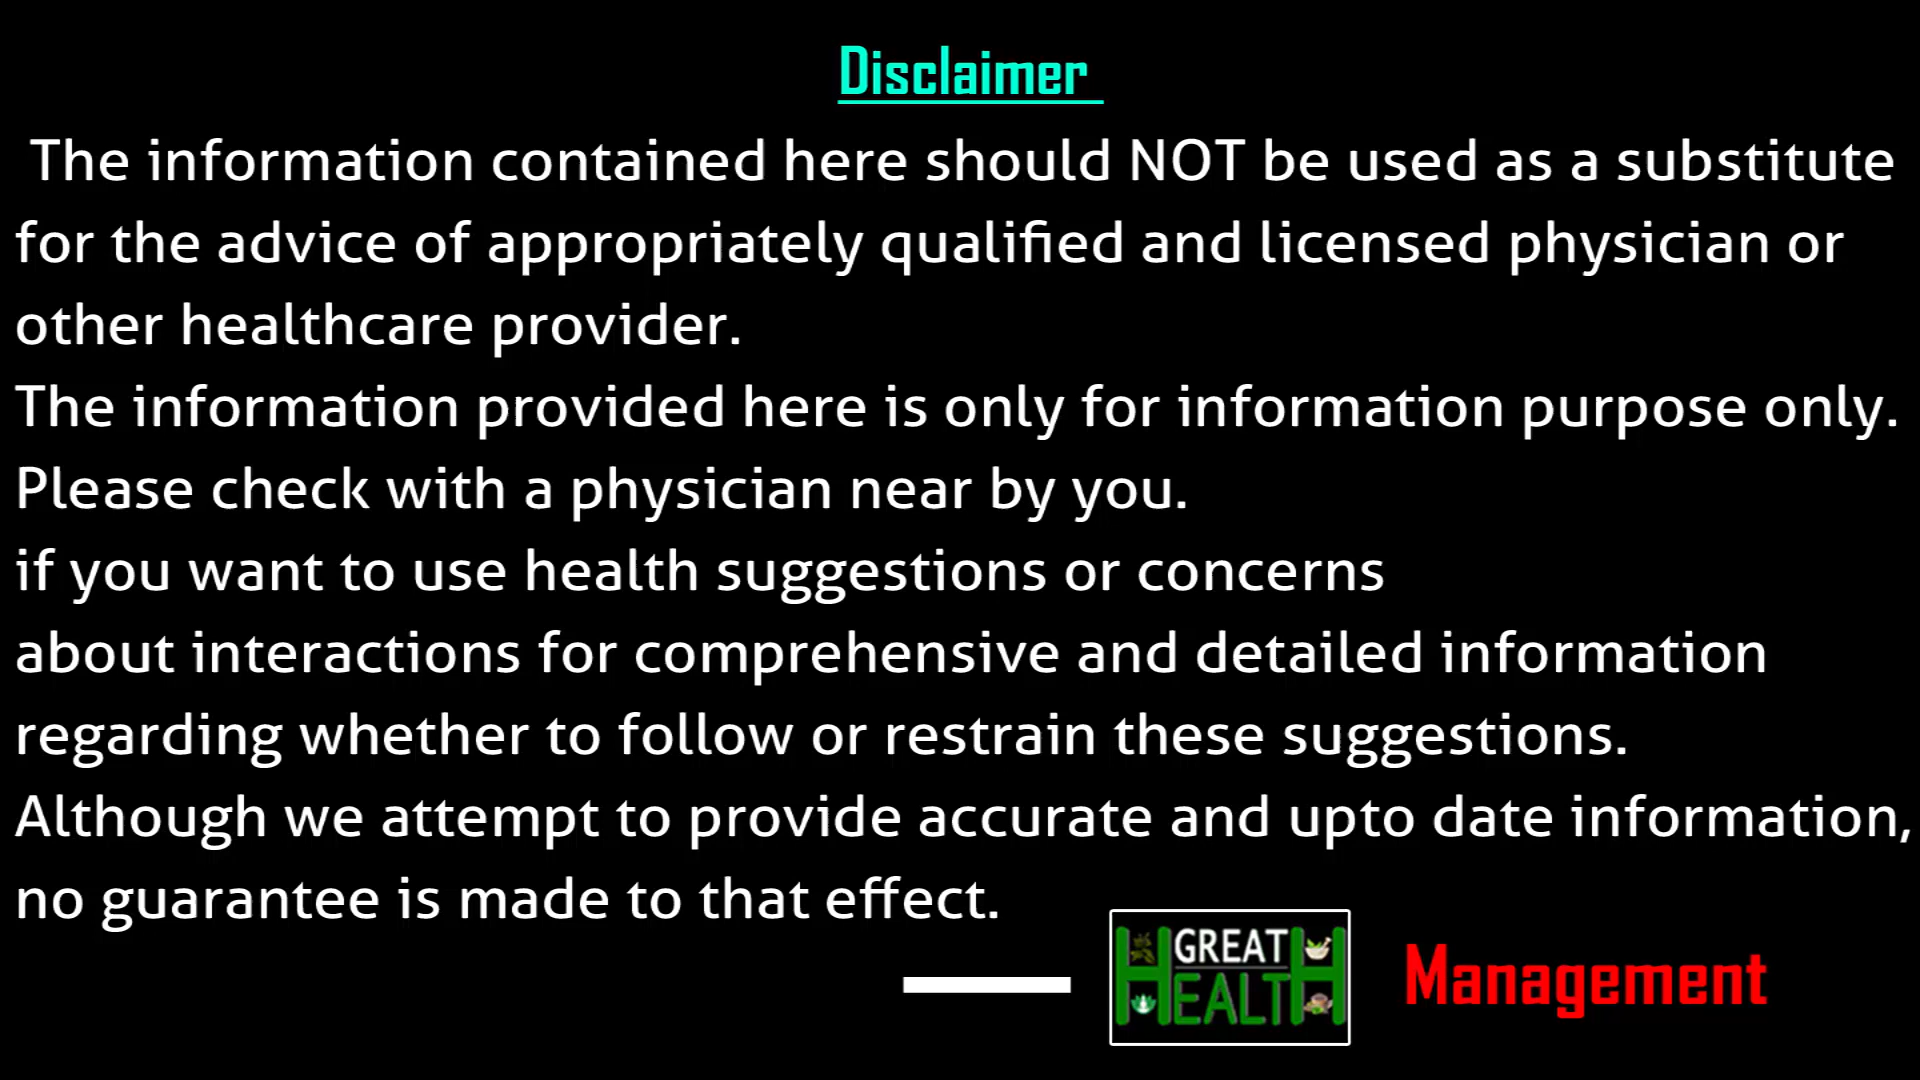 Disclaimer
The information contained here should NOT be used as a substitute
for the advice of appropriately qualified and licensed physician or
other healthcare provider.
The information provided here is only for information purpose only.
Please check with a physician near by you.
if you want to use health suggestions or concerns
about interactions for comprehensive and detailed information
regarding whether to follow or restrain these suggestions.
Although we attempt to provide accurate and upto date information,
no guarantee is made to that effect.
GREAT
HEALTH
Management